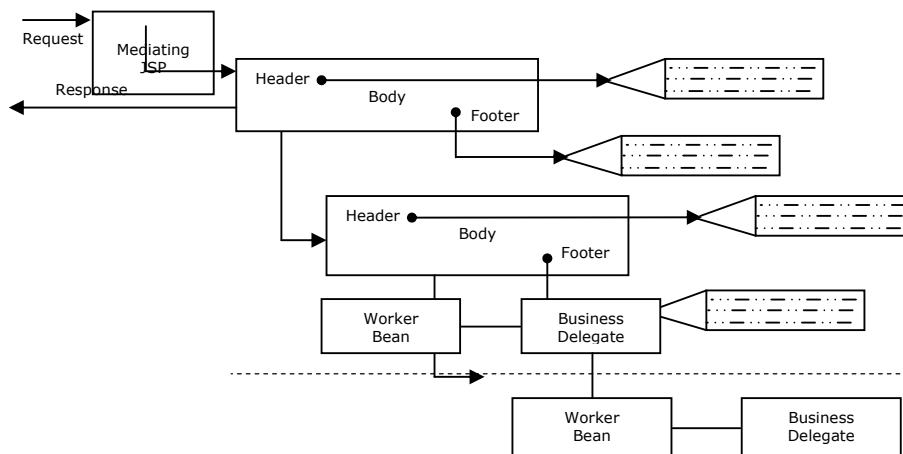 Request
Mediating
JSP
Response
Header
Body
Footer
Header
Body
Footer
Worker
Bean
Business
Delegate
Worker
Bean
Business
Delegate